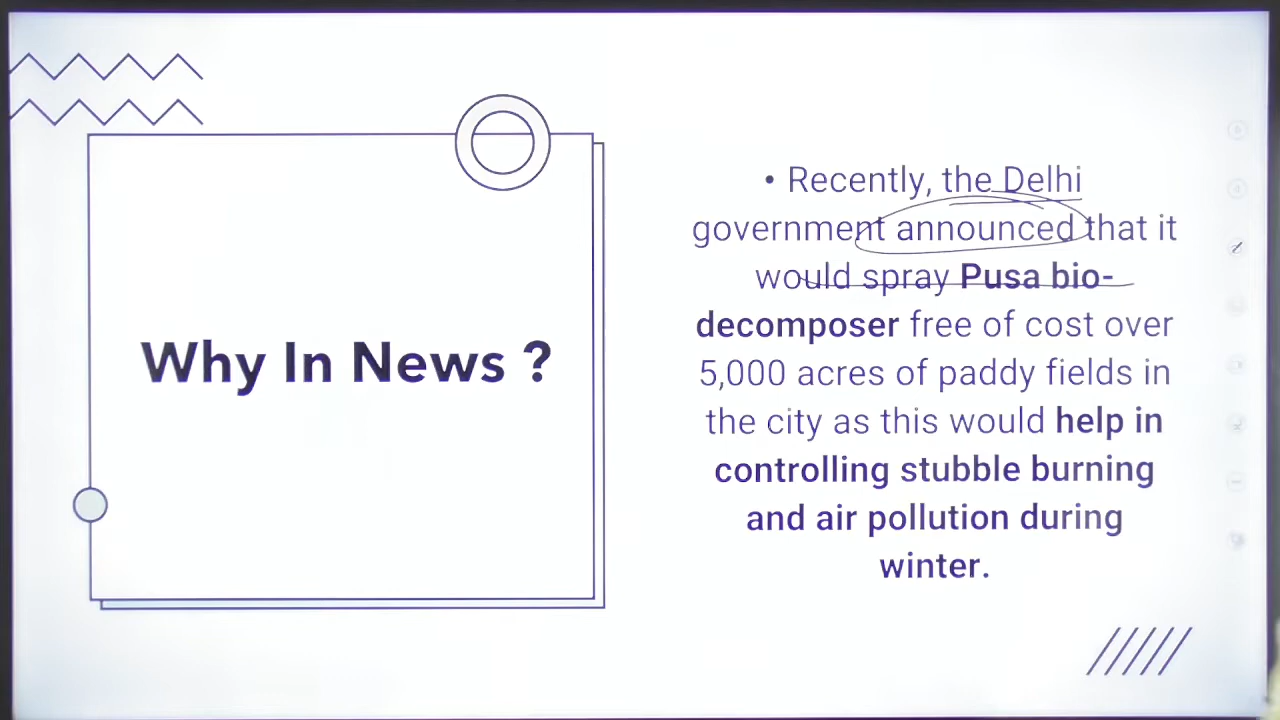 Why In News ?
• Recently, the Delhi
government announced that it
would spray Pusa bio-
decomposer free of cost over
5,000 acres of paddy fields in
the city as this would help in
controlling stubble burning
and air pollution during
winter.